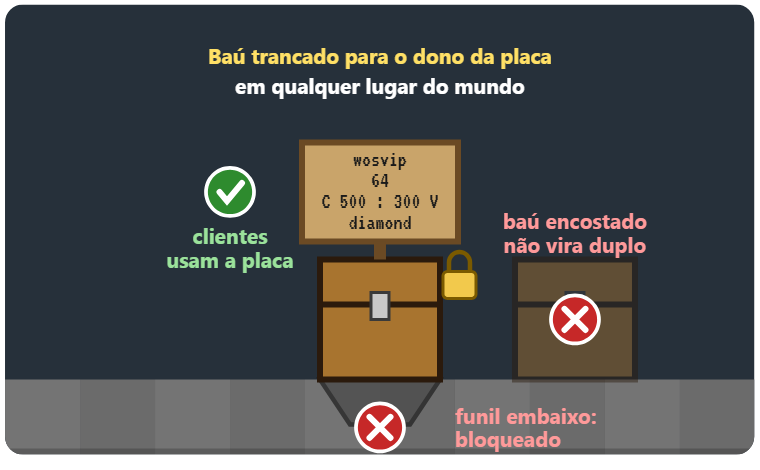 Baú trancado para o dono da placa
em qualquer lugar do mundo
wosvip
64
C 500 : 300 V
diamond
clientes
usam a placa
baú encostado
não vira duplo
funil embaixo:
bloqueado